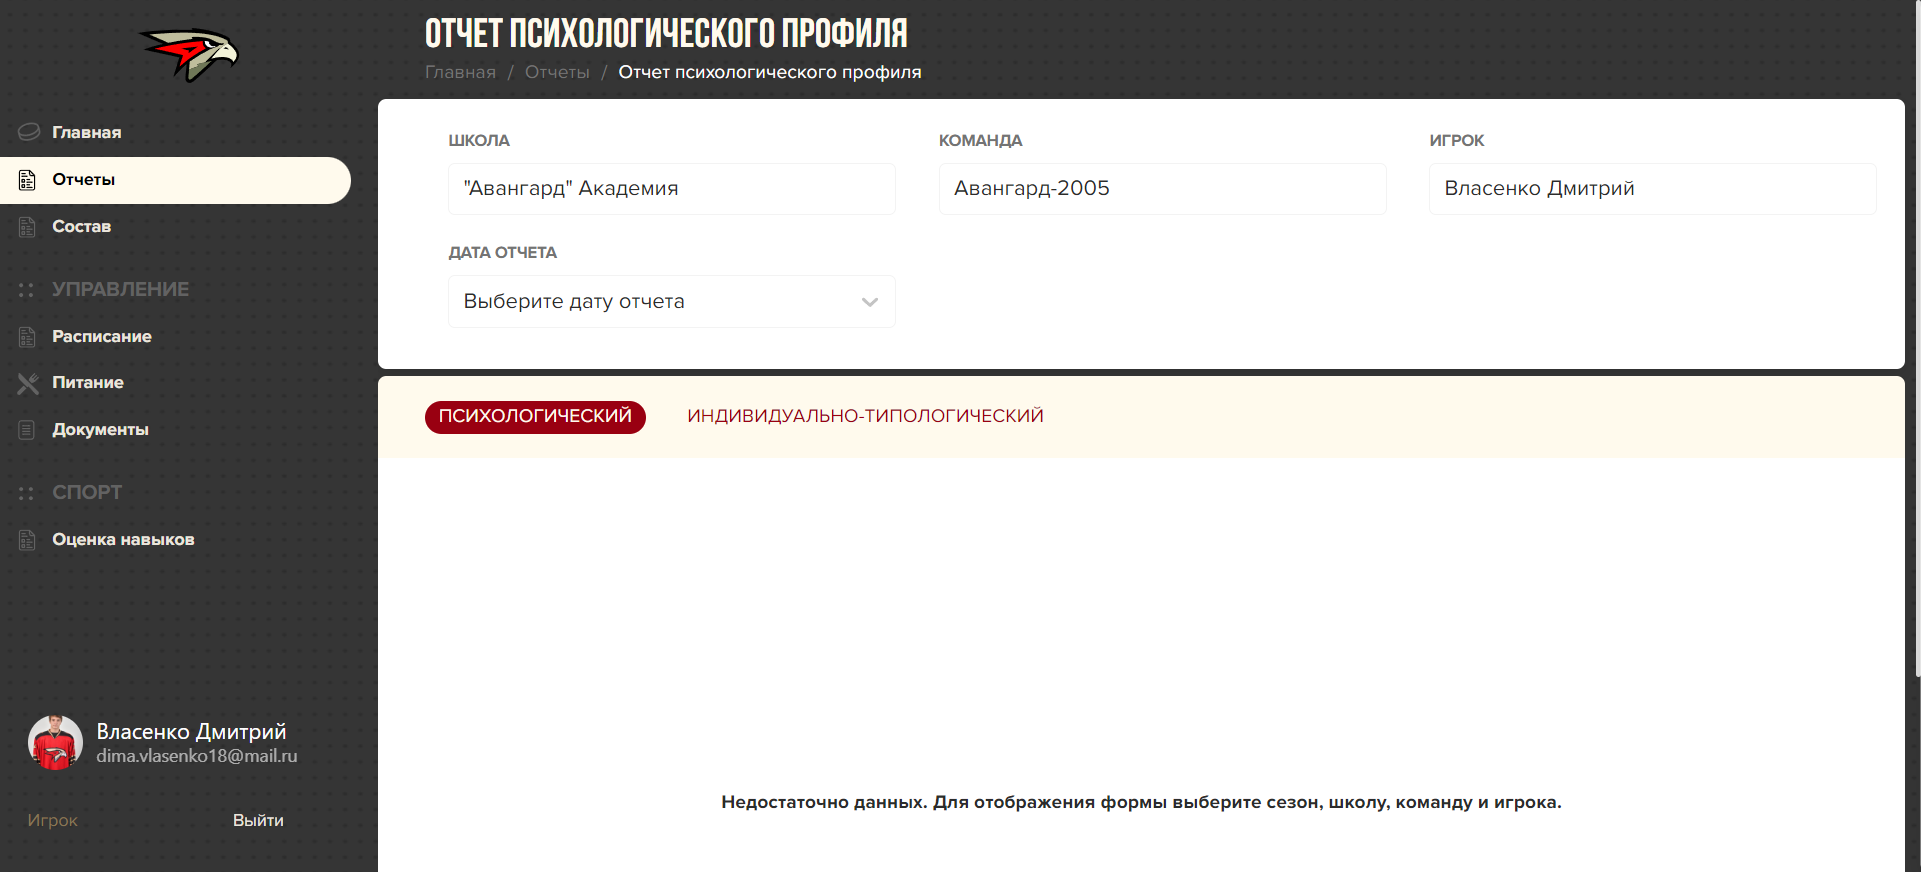 ОТЧЕТ ПСИХОЛОГИЧЕСКОГО ПРОФИЛЯ
Главная / Отчеты / Отчет психологического профиля
Главная
Отчеты
Состав
УПРАВЛЕНИЕ
Расписание
Питание
Документы
СПОРТ
Оценка навыков
Власенко Дмитрий
dima.vlasenko18@mail.ru
Игрок Выйти
ШКОЛА КОМАНДА ИГРОК
"Авангард" Академия Авангард-2005 Власенко Дмитрий
ДАТА ОТЧЕТА
Выберите дату отчета
ПСИХОЛОГИЧЕСКИЙ ИНДИВИДУАЛЬНО-ТИПОЛОГИЧЕСКИЙ
Недостаточно данных. Для отображения формы выберите сезон, школу, команду и игрока.